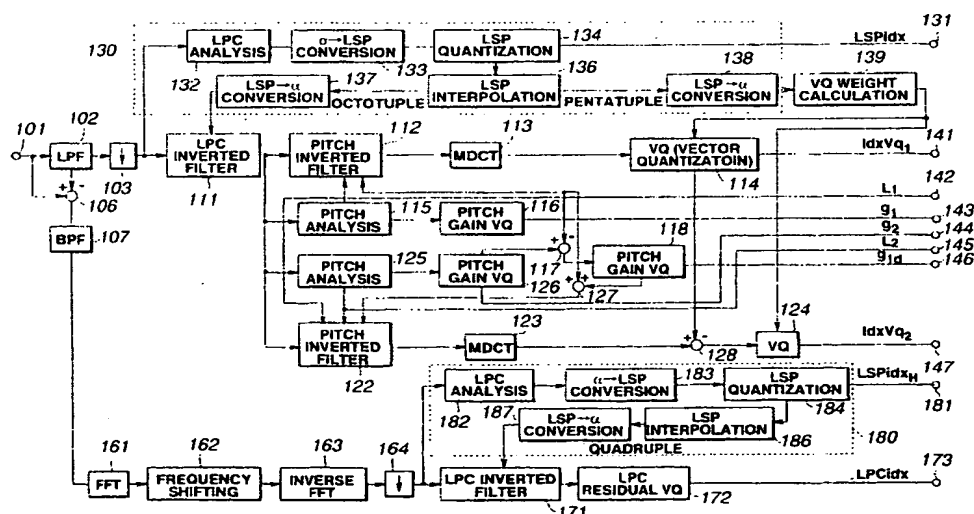 130
LPC ANALYSIS
132
α→LSP CONVERSION
133
LSP QUANTIZATION
134
LSPidx
131
LSP→α CONVERSION
137
OCTOTUPLE
LSP INTERPOLATION
136
PENTATUPLE
LSP→α CONVERSION
138
VQ WEIGHT CALCULATION
139
101
LPF
102
103
+
-
106
BPF
107
LPC INVERTED FILTER
111
PITCH INVERTED FILTER
112
MDCT
113
VQ (VECTOR QUANTIZATOIN)
114
IdxVq1
141
L1
142
PITCH ANALYSIS
115
PITCH GAIN VQ
116
g1
143
g2
144
L2
145
g1d
146
PITCH ANALYSIS
125
PITCH GAIN VQ
126
+
-
117
PITCH GAIN VQ
118
+
+
127
PITCH INVERTED FILTER
122
MDCT
123
+
-
128
VQ
124
IdxVq2
147
LPC ANALYSIS
182
α→LSP CONVERSION
183
LSP QUANTIZATION
184
LSPidxH
181
LSP→α CONVERSION
187
QUADRUPLE
LSP INTERPOLATION
186
180
161
FFT
162
FREQUENCY SHIFTING
163
INVERSE FFT
164
LPC INVERTED FILTER
171
LPC RESIDUAL VQ
172
LPCidx
173